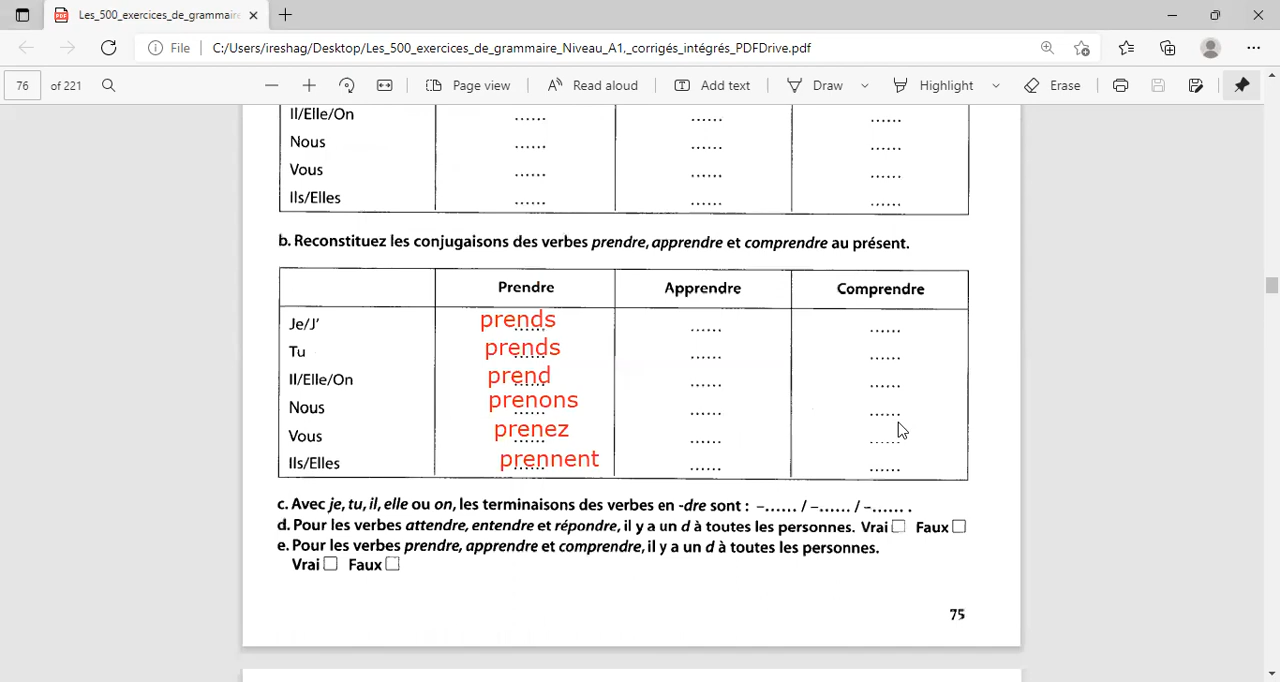 Les_500_exercices_de_grammaire
File C:/Users/ireshag/Desktop/Les_500_exercices_de_grammaire_Niveau_A1,_corrigés_intégrés_PDFDrive.pdf
76 of 221 Page view Read aloud Add text Draw Highlight Erase
Il/Elle/On ...... ...... ......
Nous ...... ...... ......
Vous ...... ...... ......
Ils/Elles ...... ...... ......
b. Reconstituez les conjugaisons des verbes prendre, apprendre et comprendre au présent.
Prendre Apprendre Comprendre
Je/J' prends ...... ......
Tu prends ...... ......
Il/Elle/On prend ...... ......
Nous prenons ...... ......
Vous prenez ...... ......
Ils/Elles prennent ...... ......
c. Avec je, tu, il, elle ou on, les terminaisons des verbes en -dre sont : –...... / –...... / –...... .
d. Pour les verbes attendre, entendre et répondre, il y a un d à toutes les personnes. Vrai ☐ Faux ☐
e. Pour les verbes prendre, apprendre et comprendre, il y a un d à toutes les personnes.
Vrai ☐ Faux ☐
75